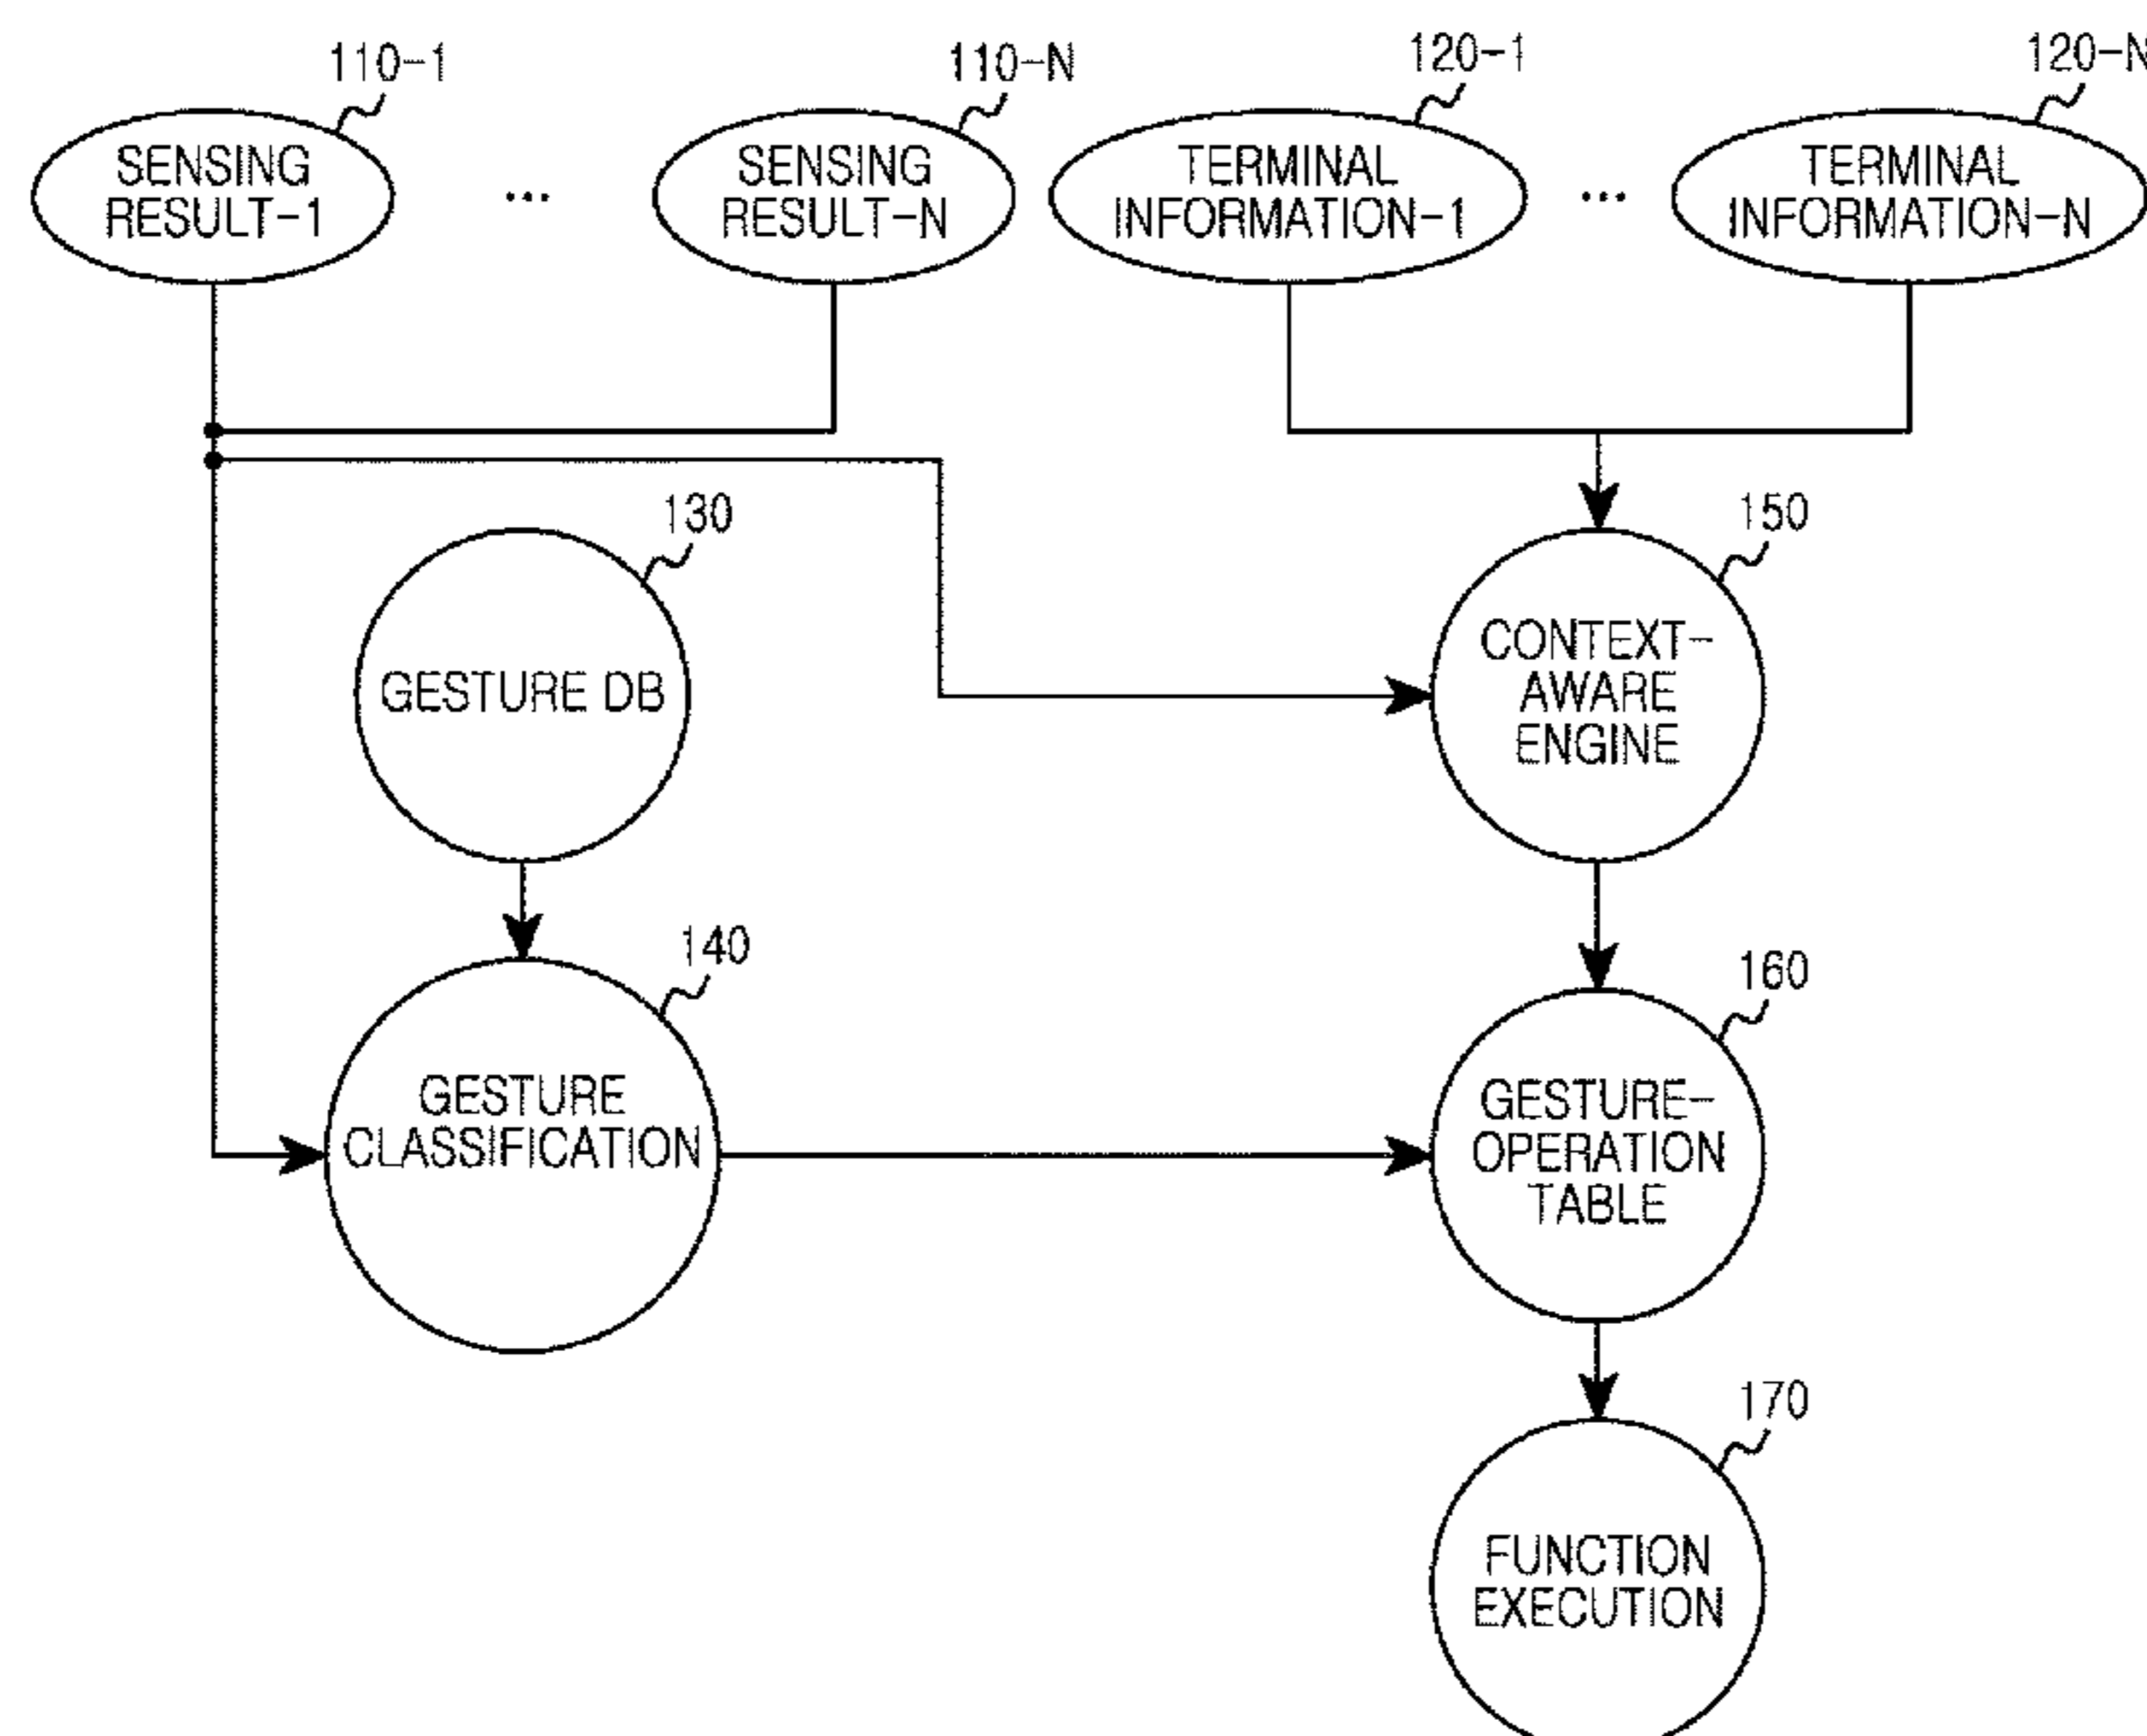 110-1
110-N
120-1
120-N
SENSING
RESULT-1
...
SENSING
RESULT-N
TERMINAL
INFORMATION-1
...
TERMINAL
INFORMATION-N
130
150
GESTURE DB
CONTEXT-
AWARE
ENGINE
140
160
GESTURE
CLASSIFICATION
GESTURE-
OPERATION
TABLE
170
FUNCTION
EXECUTION